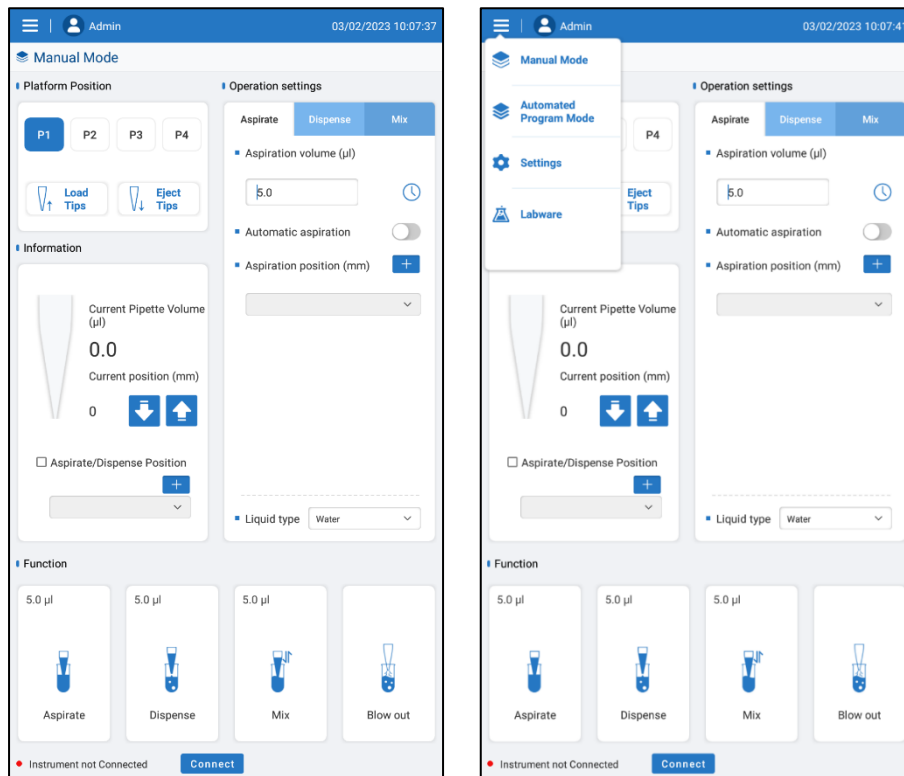 Admin
03/02/2023 10:07:37
Manual Mode
Platform Position
P1
P2
P3
P4
Load
Tips
Eject
Tips
Information
Current Pipette Volume
(µl)
0.0
Current position (mm)
0
Aspirate/Dispense Position
+
Operation settings
Aspirate
Dispense
Mix
Aspiration volume (µl)
5.0
Automatic aspiration
Aspiration position (mm)
+
Liquid type
Water
Function
5.0 µl
Aspirate
5.0 µl
Dispense
5.0 µl
Mix
Blow out
Instrument not Connected
Connect
Admin
03/02/2023 10:07:41
Manual Mode
Automated
Program Mode
Settings
Labware
P4
Eject
Tips
Current Pipette Volume
(µl)
0.0
Current position (mm)
0
Aspirate/Dispense Position
+
Operation settings
Aspirate
Dispense
Mix
Aspiration volume (µl)
5.0
Automatic aspiration
Aspiration position (mm)
+
Liquid type
Water
Function
5.0 µl
Aspirate
5.0 µl
Dispense
5.0 µl
Mix
Blow out
Instrument not Connected
Connect